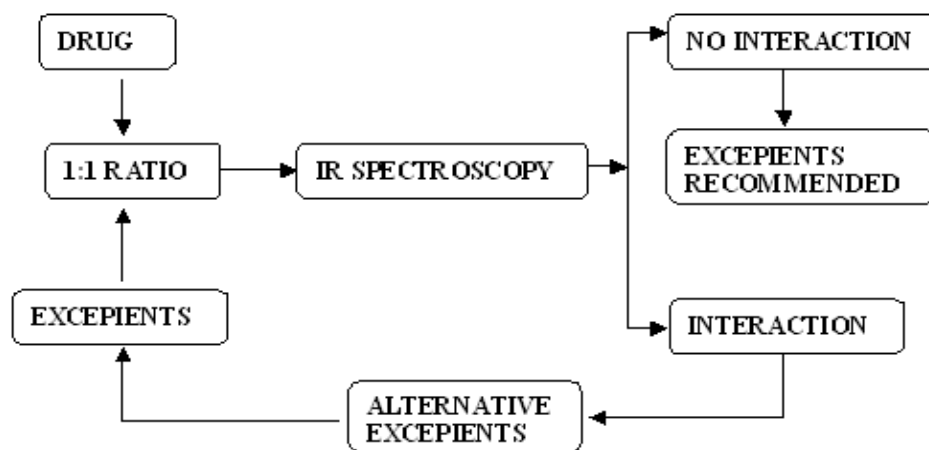 DRUG
NO INTERACTION
1:1 RATIO
IR SPECTROSCOPY
EXCEPIENTS
RECOMMENDED
EXCEPIENTS
INTERACTION
ALTERNATIVE
EXCEPIENTS